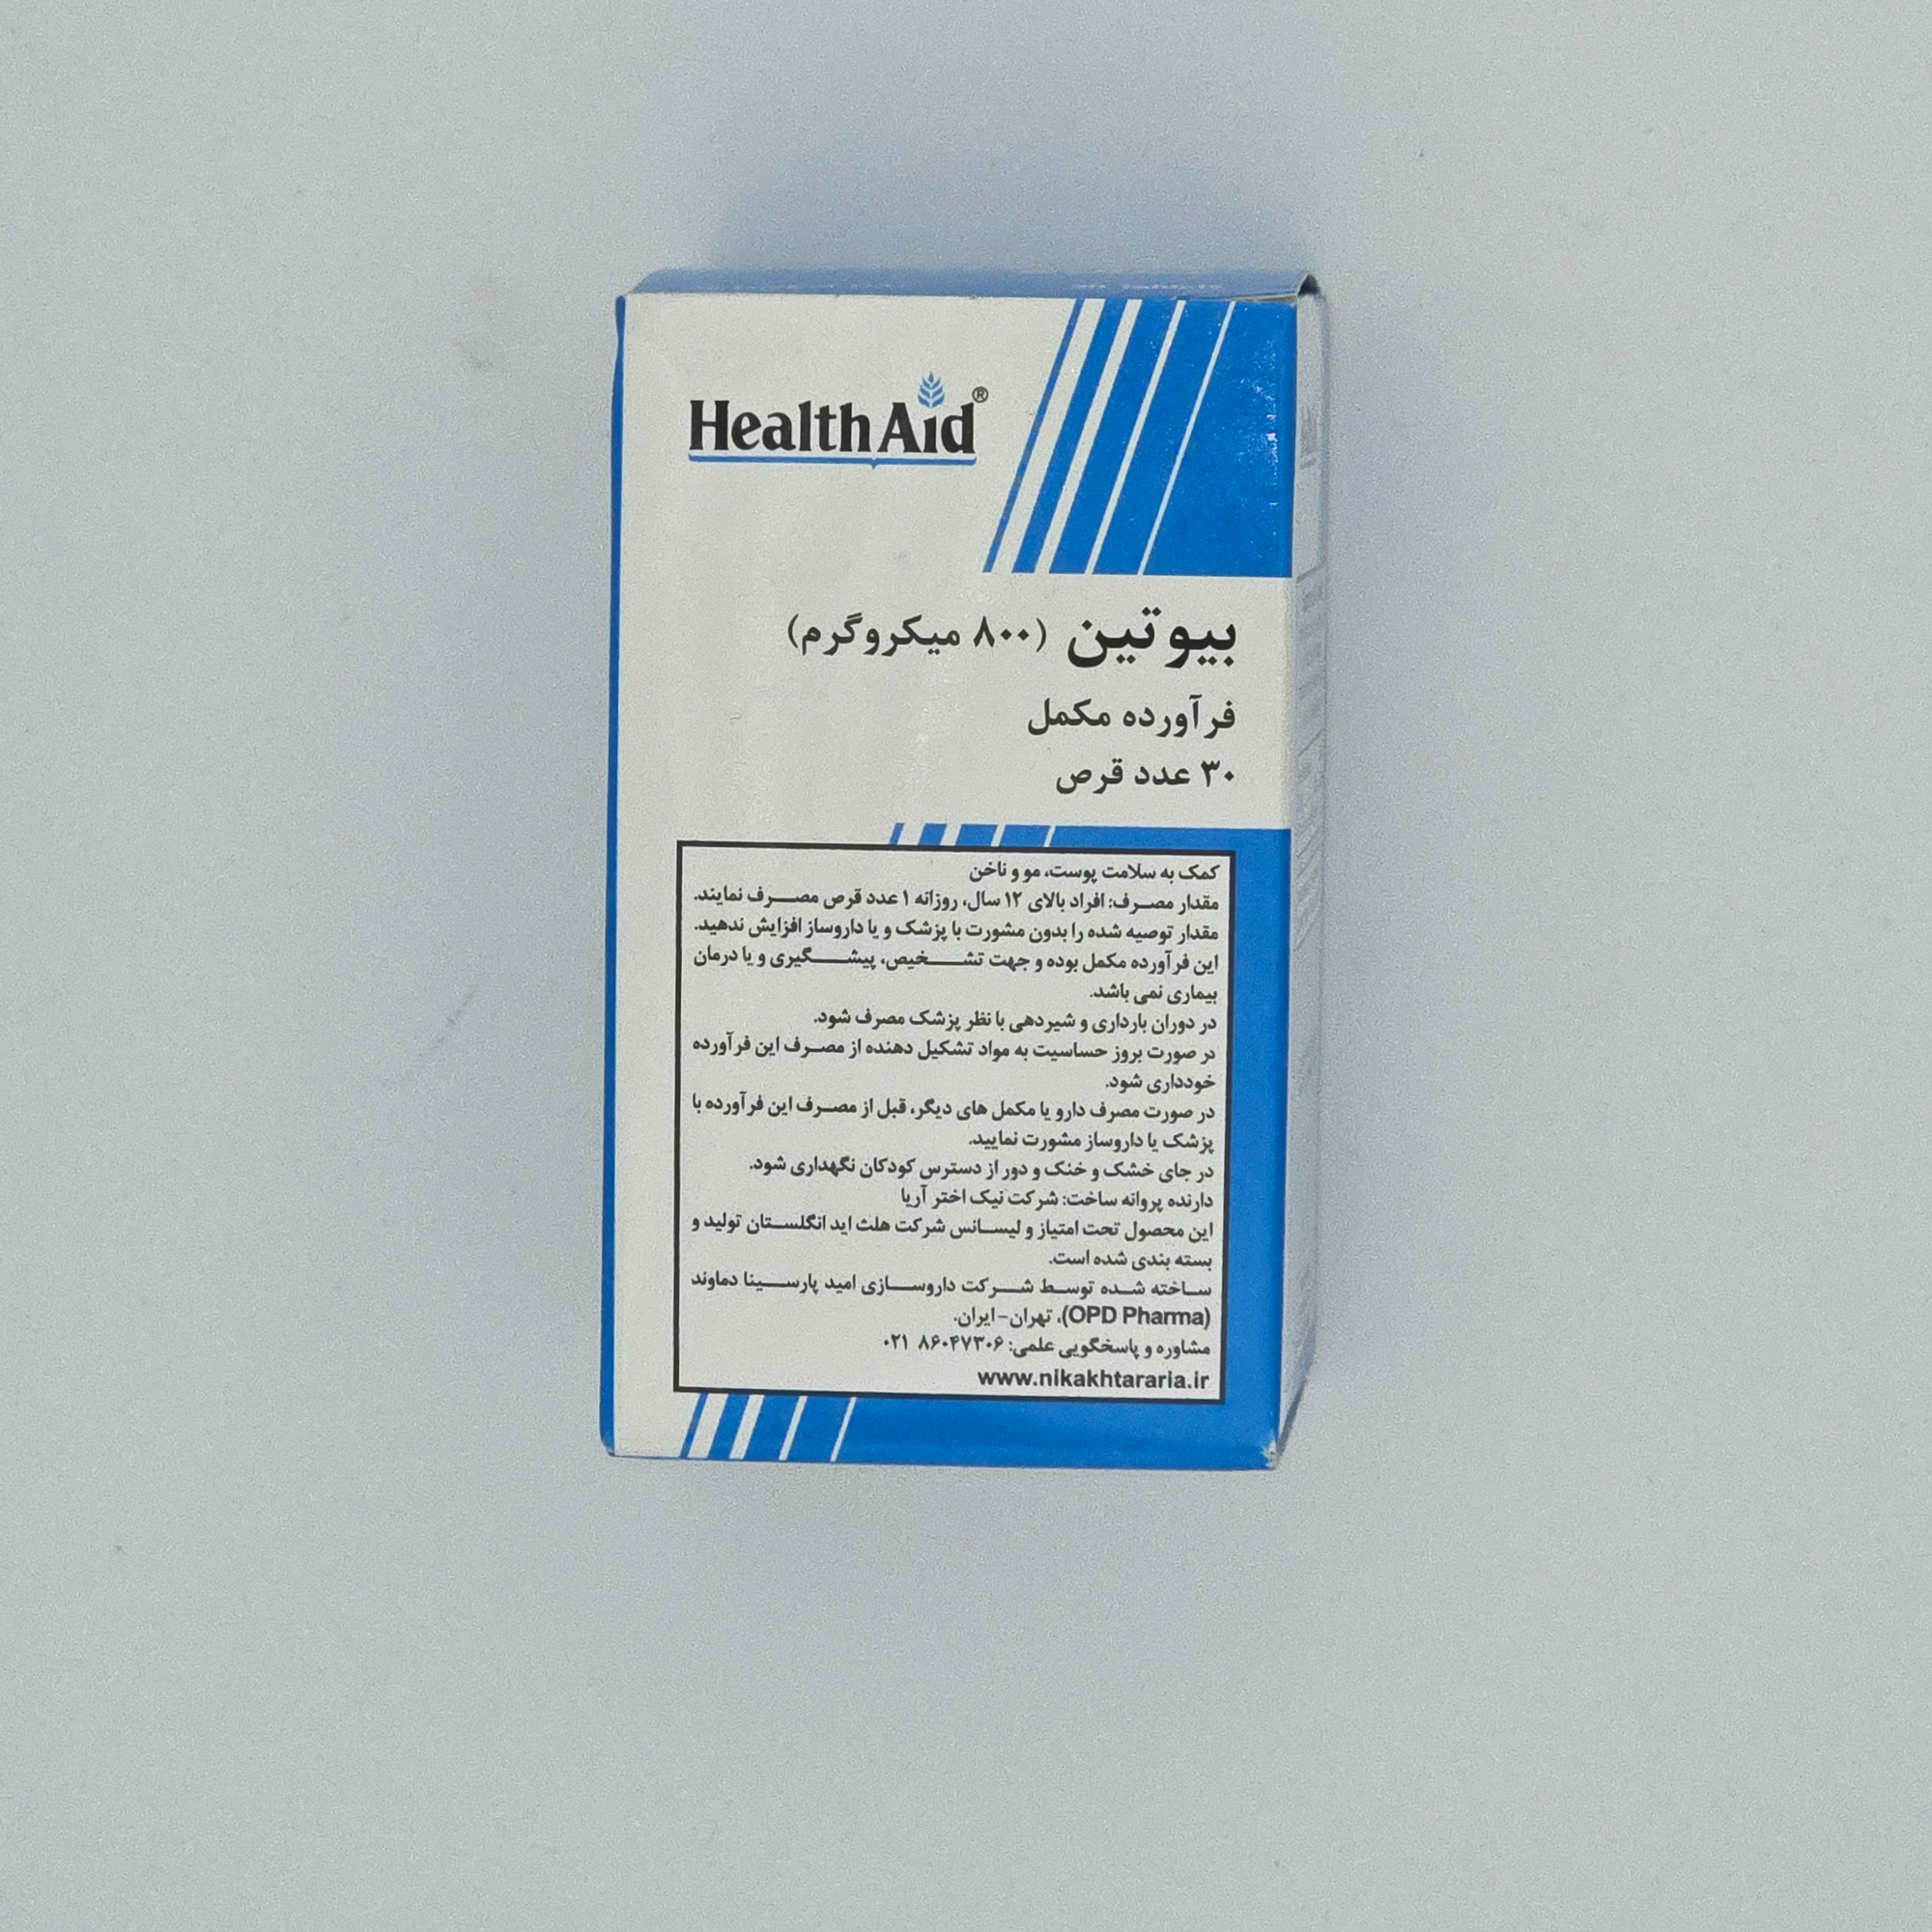 HealthAid®
بیوتین (۸۰۰ میکروگرم)
فرآورده مکمل
۳۰ عدد قرص
کمک به سلامت پوست، مو و ناخن
مقدار مصرف: افراد بالای ۱۲ سال، روزانه ۱ عدد قرص مصرف نمایند.
مقدار توصیه شده را بدون مشورت با پزشک و یا داروساز افزایش ندهید.
این فرآورده مکمل بوده و جهت تشخیص، پیشگیری و یا درمان
بیماری نمی باشد.
در دوران بارداری و شیردهی با نظر پزشک مصرف شود.
در صورت بروز حساسیت به مواد تشکیل دهنده از مصرف این فرآورده
خودداری شود.
در صورت مصرف دارو یا مکمل های دیگر، قبل از مصرف این فرآورده با
پزشک یا داروساز مشورت نمایید.
در جای خشک و خنک و دور از دسترس کودکان نگهداری شود.
دارنده پروانه ساخت: شرکت نیک اختر آریا
این محصول تحت امتیاز و لیسانس شرکت هلث اید انگلستان تولید و
بسته بندی شده است.
ساخته شده توسط شرکت داروسازی امید پارسینا دماوند
(OPD Pharma)، تهران-ایران.
مشاوره و پاسخگویی علمی: ۸۶۰۴۷۳۰۶ ۰۲۱
www.nikakhtararia.ir